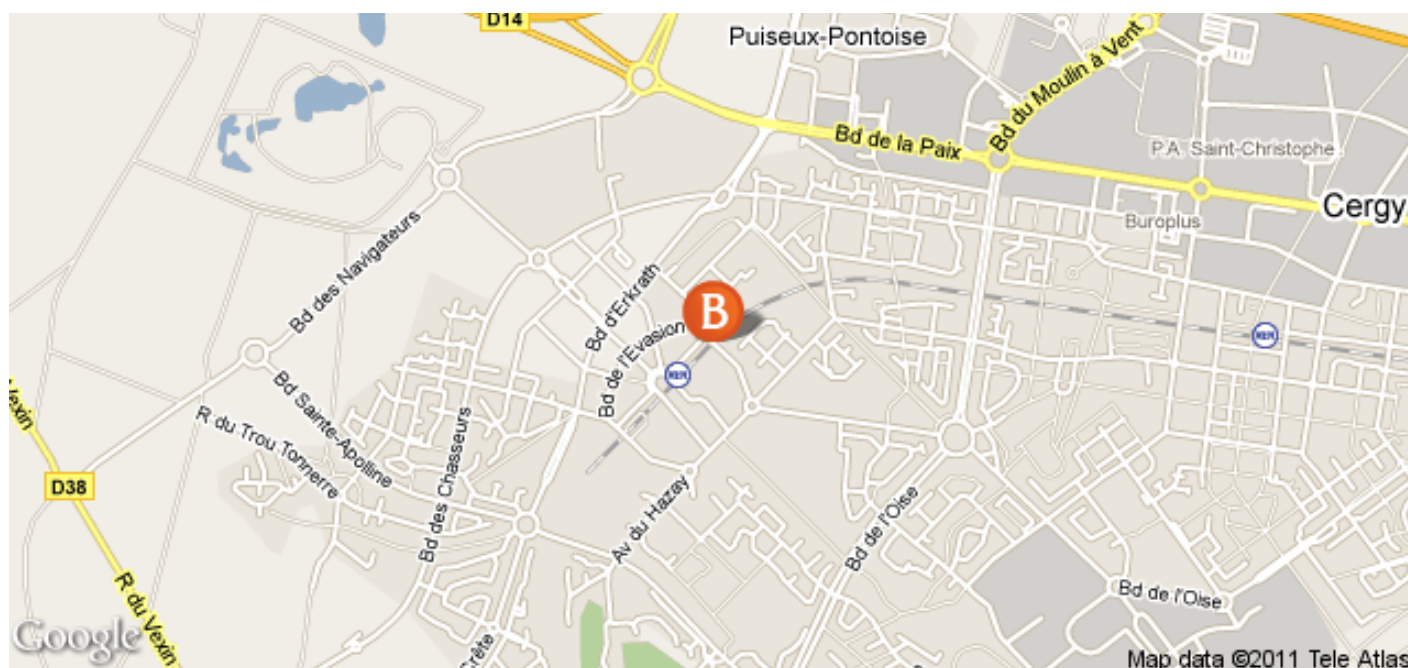 D14
Puiseux-Pontoise
Bd du Moulin à Vent
Bd de la Paix
P.A. Saint-Christophe
Cergy
Buroplus
Bd des Navigateurs
Bd d'Erkrath
B
Bd de l'Evasion
RER
RER
Vexin
Bd Sainte-Apolline
R du Trou Tonnerre
Bd des Chasseurs
D38
Av du Hazay
Bd de l'Oise
Bd de l'Oise
R du Vexin
Crête
Google
Map data ©2011 Tele Atlas